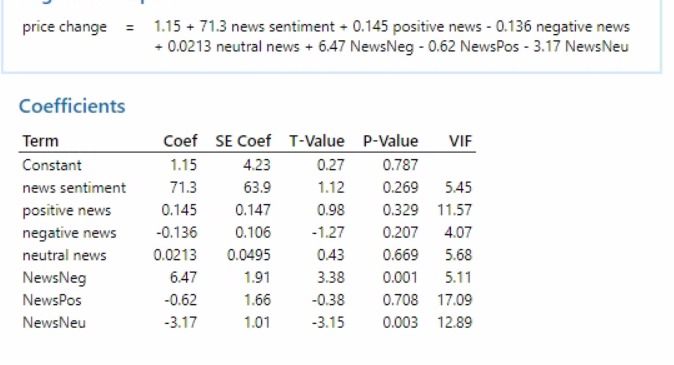 price change = 1.15 + 71.3 news sentiment + 0.145 positive news - 0.136 negative news
+ 0.0213 neutral news + 6.47 NewsNeg - 0.62 NewsPos - 3.17 NewsNeu
Coefficients
Term Coef SE Coef T-Value P-Value VIF
Constant 1.15 4.23 0.27 0.787
news sentiment 71.3 63.9 1.12 0.269 5.45
positive news 0.145 0.147 0.98 0.329 11.57
negative news -0.136 0.106 -1.27 0.207 4.07
neutral news 0.0213 0.0495 0.43 0.669 5.68
NewsNeg 6.47 1.91 3.38 0.001 5.11
NewsPos -0.62 1.66 -0.38 0.708 17.09
NewsNeu -3.17 1.01 -3.15 0.003 12.89